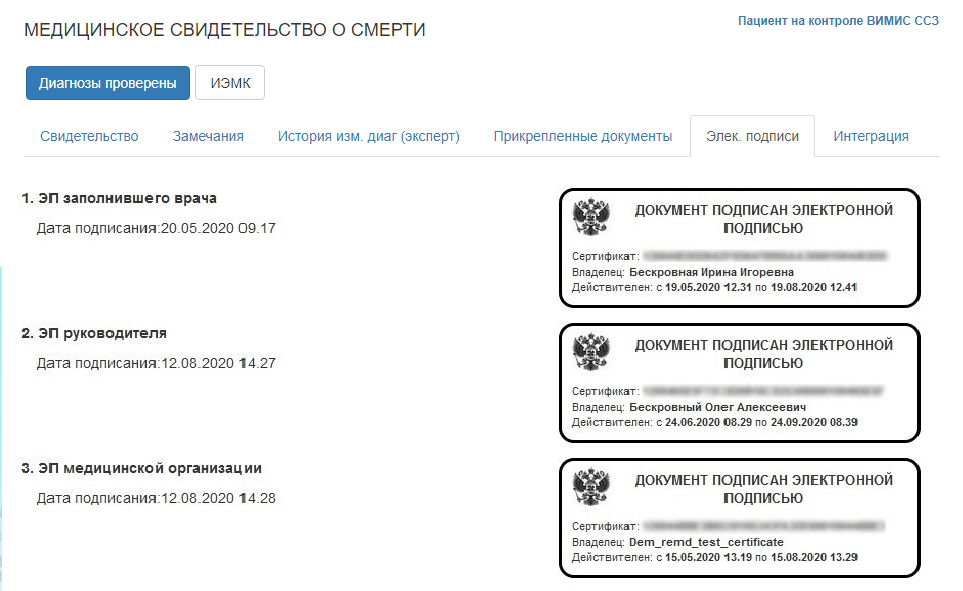 МЕДИЦИНСКОЕ СВИДЕТЕЛЬСТВО О СМЕРТИ
Пациент на контроле ВИМИС ССЗ
Диагнозы проверены
ИЭМК
Свидетельство
Замечания
История изм. диаг (эксперт)
Прикрепленные документы
Элек. подписи
Интеграция
1. ЭП заполнившего врача
Дата подписания:20.05.2020 09.17
ДОКУМЕНТ ПОДПИСАН ЭЛЕКТРОННОЙ
ПОДПИСЬЮ
Сертификат:
Владелец: Бескровная Ирина Игоревна
Действителен: с 19.05.2020 12.31 по 19.08.2020 12.41
2. ЭП руководителя
Дата подписания:12.08.2020 14.27
ДОКУМЕНТ ПОДПИСАН ЭЛЕКТРОННОЙ
ПОДПИСЬЮ
Сертификат:
Владелец: Бескровный Олег Алексеевич
Действителен: с 24.06.2020 08.29 по 24.09.2020 08.39
3. ЭП медицинской организации
Дата подписания:12.08.2020 14.28
ДОКУМЕНТ ПОДПИСАН ЭЛЕКТРОННОЙ
ПОДПИСЬЮ
Сертификат:
Владелец: Dem_remd_test_certificate
Действителен: с 15.05.2020 13.19 по 15.08.2020 13.29